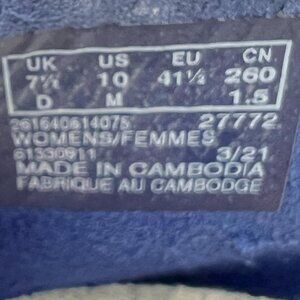 UK US EU CN
7½ 10 41½ 260
D M 1.5
261640614075 27772
WOMENS/FEMMES
61530911 3/21
MADE IN CAMBODIA
FABRIQUE AU CAMBODGE